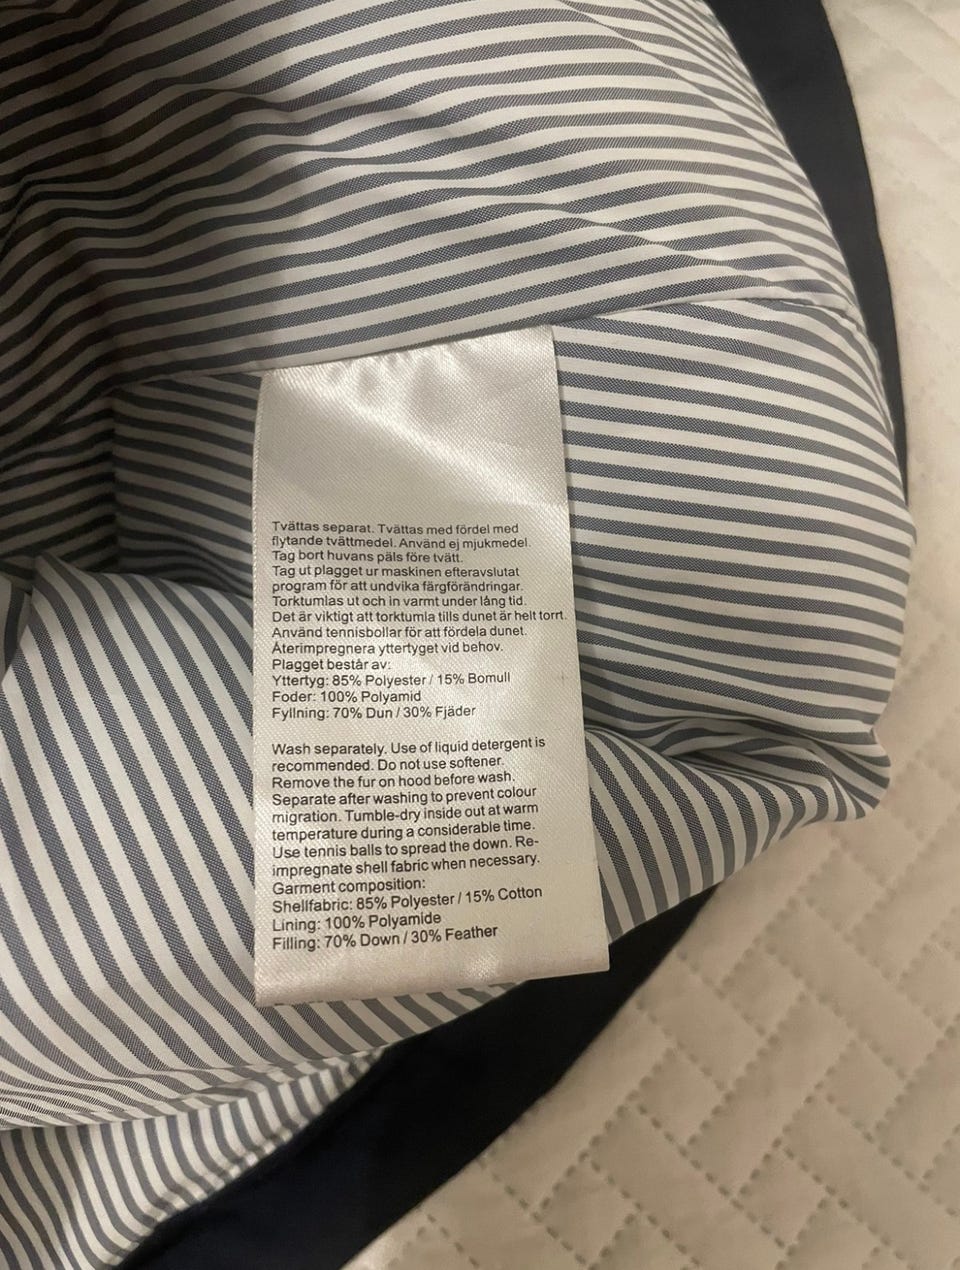 Tvättas separat. Tvättas med fördel med
flytande tvättmedel. Använd ej mjukmedel.
Tag bort huvans päls före tvätt.
Tag ut plagget ur maskinen efteravslutat
program för att undvika färgförändringar.
Torktumlas ut och in varmt under lång tid.
Det är viktigt att torktumla tills dunet är helt torrt.
Använd tennisbollar för att fördela dunet.
Återimpregnera yttertyget vid behov.
Plagget består av:
Yttertyg: 85% Polyester / 15% Bomull
Foder: 100% Polyamid
Fyllning: 70% Dun / 30% Fjäder
Wash separately. Use of liquid detergent is
recommended. Do not use softener.
Remove the fur on hood before wash.
Separate after washing to prevent colour
migration. Tumble-dry inside out at warm
temperature during a considerable time.
Use tennis balls to spread the down. Re-
impregnate shell fabric when necessary.
Garment composition:
Shellfabric: 85% Polyester / 15% Cotton
Lining: 100% Polyamide
Filling: 70% Down / 30% Feather